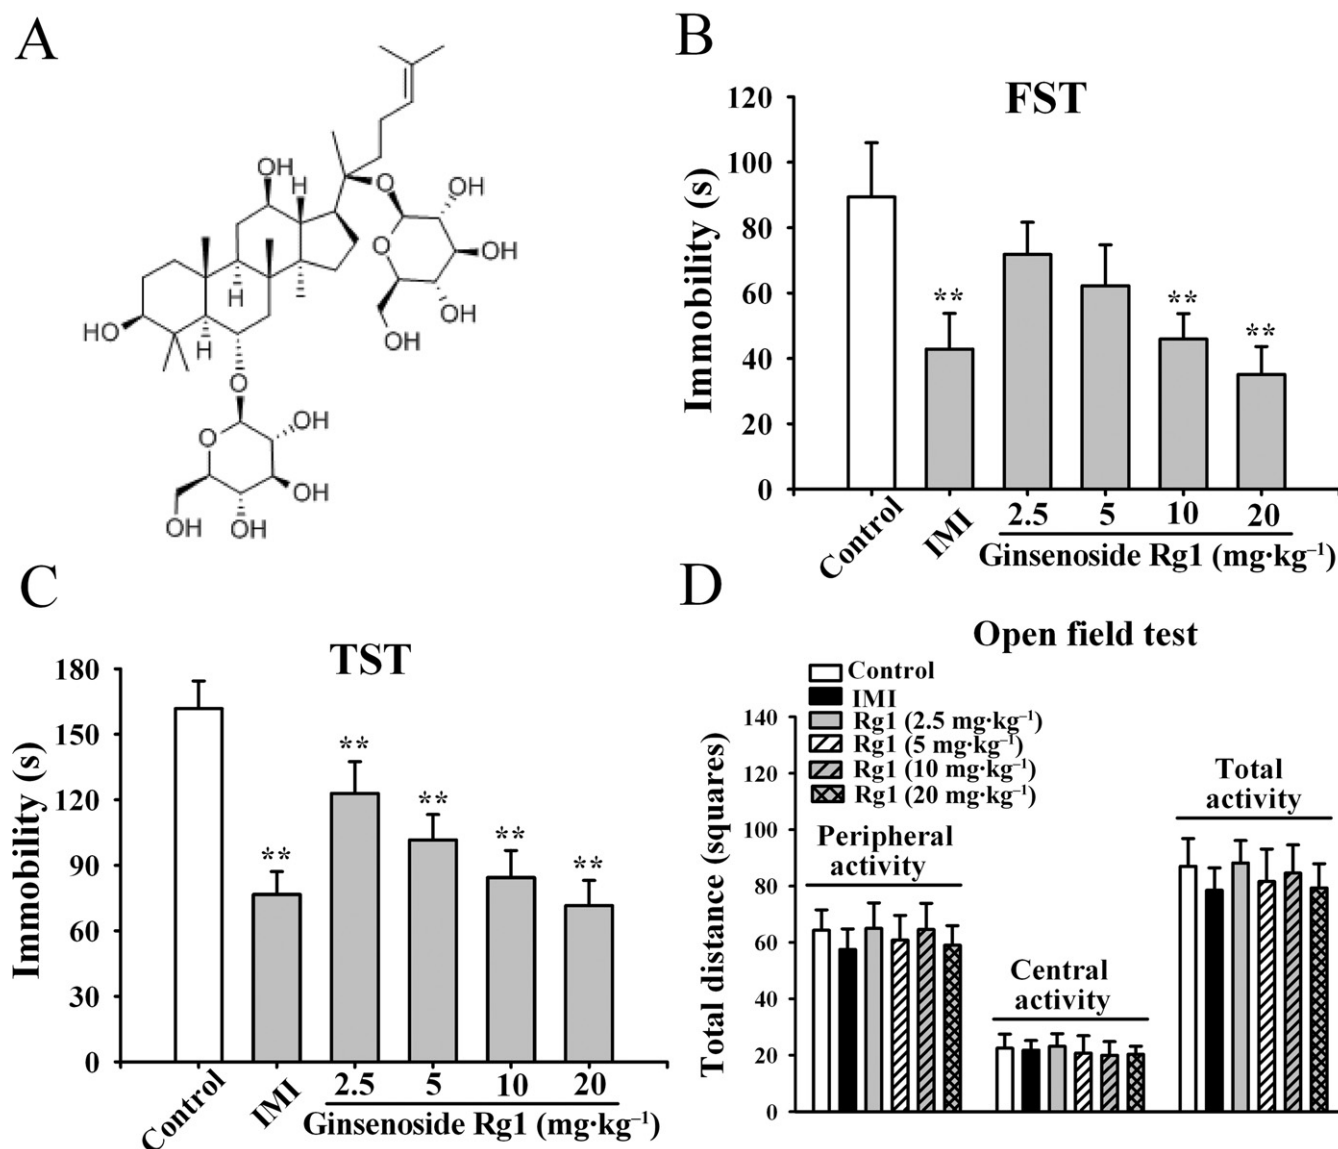 A
OH
H
O
OH
O
OH
H
HO
H
OH
OH
O
O
OH
OH
OH
OH
B
FST
Immobility (s)
120
100
80
60
40
20
0
**
**
**
Control
IMI
2.5
5
10
20
Ginsenoside Rg1 (mg·kg⁻¹)
C
TST
Immobility (s)
180
150
120
90
60
30
0
**
**
**
**
**
Control
IMI
2.5
5
10
20
Ginsenoside Rg1 (mg·kg⁻¹)
D
Open field test
Control
IMI
Rg1 (2.5 mg·kg⁻¹)
Rg1 (5 mg·kg⁻¹)
Rg1 (10 mg·kg⁻¹)
Rg1 (20 mg·kg⁻¹)
Total distance (squares)
140
120
100
80
60
40
20
0
Peripheral
activity
Central
activity
Total
activity